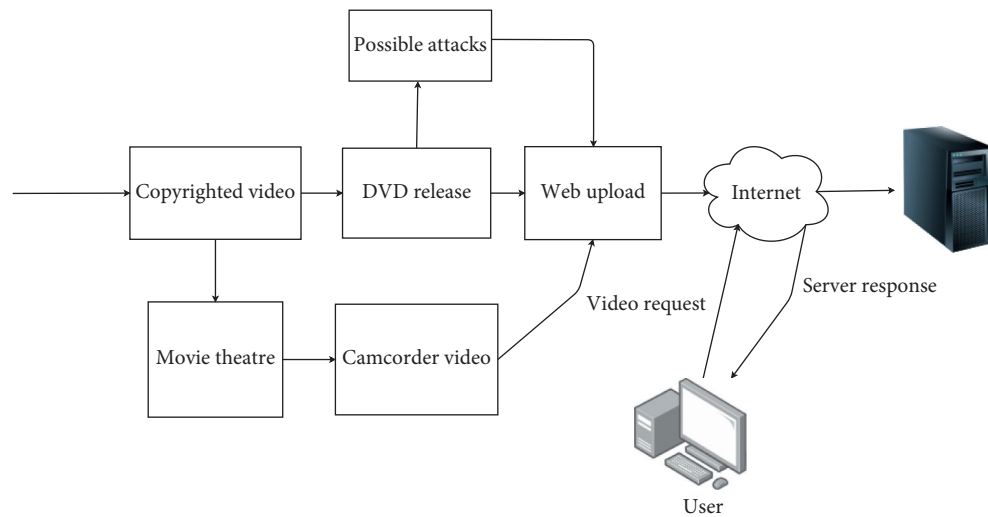 Possible attacks
Copyrighted video
DVD release
Web upload
Internet
Movie theatre
Camcorder video
Video request
Server response
User